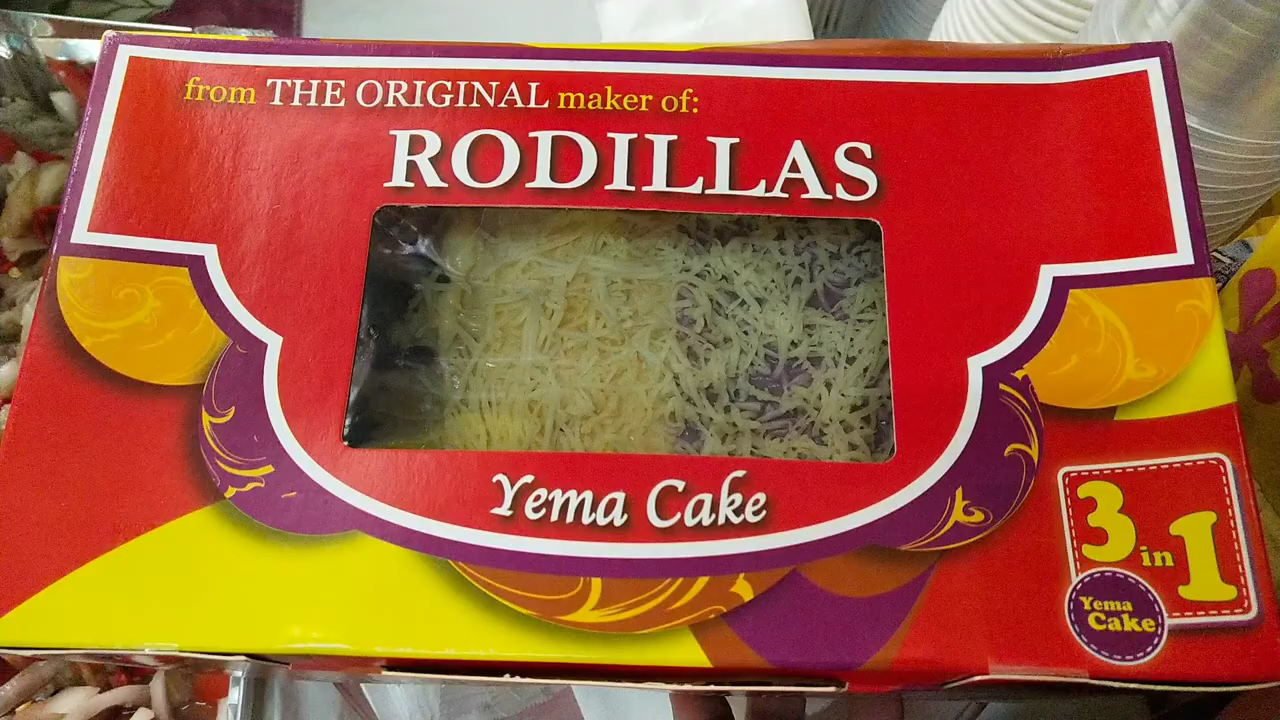 from THE ORIGINAL maker of:
RODILLAS
Yema Cake
3 in 1
Yema
Cake